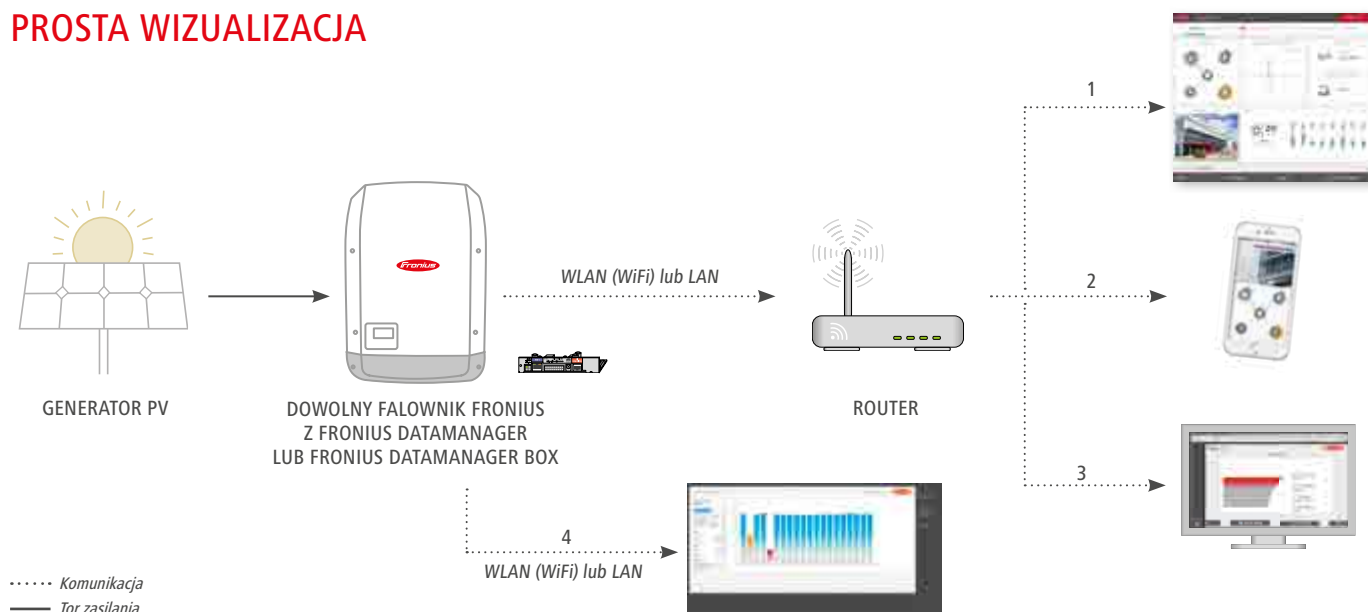 PROSTA WIZUALIZACJA
1
Fronius
WLAN (WiFi) lub LAN
2
GENERATOR PV
DOWOLNY FALOWNIK FRONIUS
Z FRONIUS DATAMANAGER
LUB FRONIUS DATAMANAGER BOX
ROUTER
3
4
WLAN (WiFi) lub LAN
Komunikacja
Tor zasilania